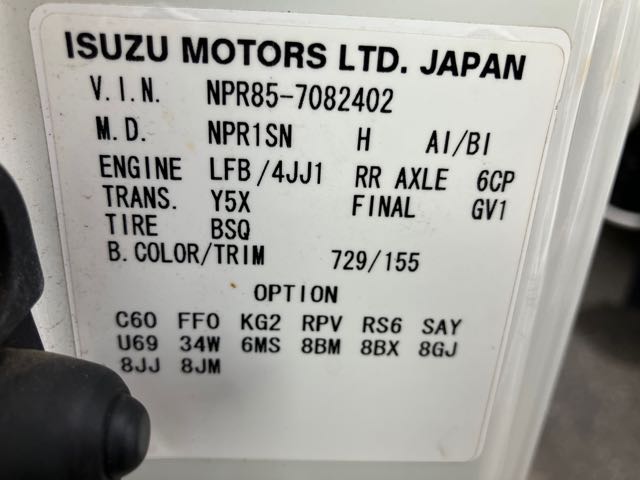 ISUZU MOTORS LTD. JAPAN
V.I.N. NPR85-7082402
M.D. NPR1SN H AI/BI
ENGINE LFB/4JJ1 RR AXLE 6CP
TRANS. Y5X FINAL GV1
TIRE BSQ
B.COLOR/TRIM 729/155
OPTION
C60 FF0 KG2 RPV RS6 SAY
U69 34W 6MS 8BM 8BX 8GJ
8JJ 8JM